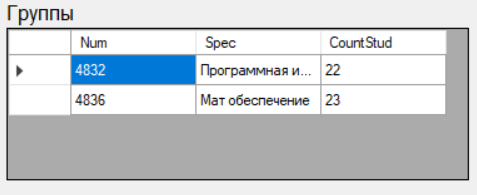 Группы
Num Spec CountStud
4832 Программная и... 22
4836 Мат обеспечение 23